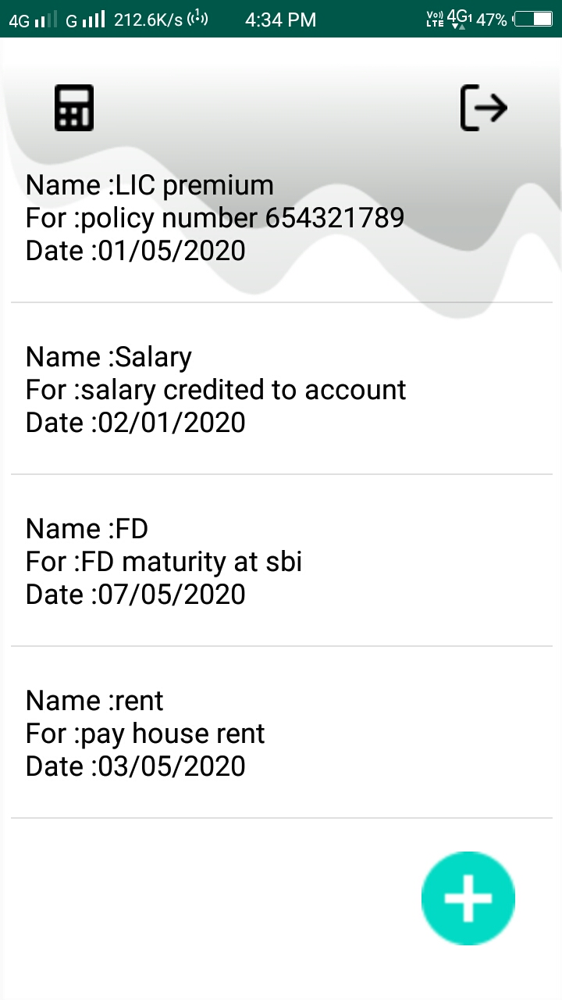 4G G 212.6K/s 4:34 PM Vo)) LTE 4G1 47%
Name :LIC premium
For :policy number 654321789
Date :01/05/2020
Name :Salary
For :salary credited to account
Date :02/01/2020
Name :FD
For :FD maturity at sbi
Date :07/05/2020
Name :rent
For :pay house rent
Date :03/05/2020